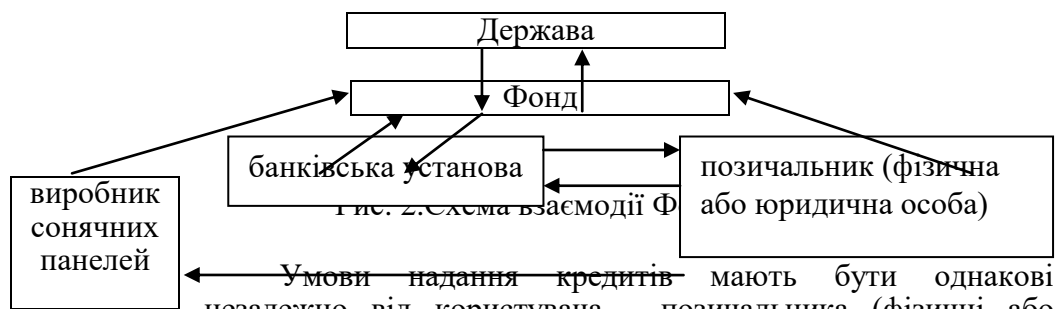 Держава
Фонд
банківська установа
позичальник (фізична
або юридична особа)
виробник
сонячних
панелей
Рис. 2.Схема взаємодії Ф
Умови надання кредитів мають бути однакові
незалежно від користувача – позичальника (фізичні або